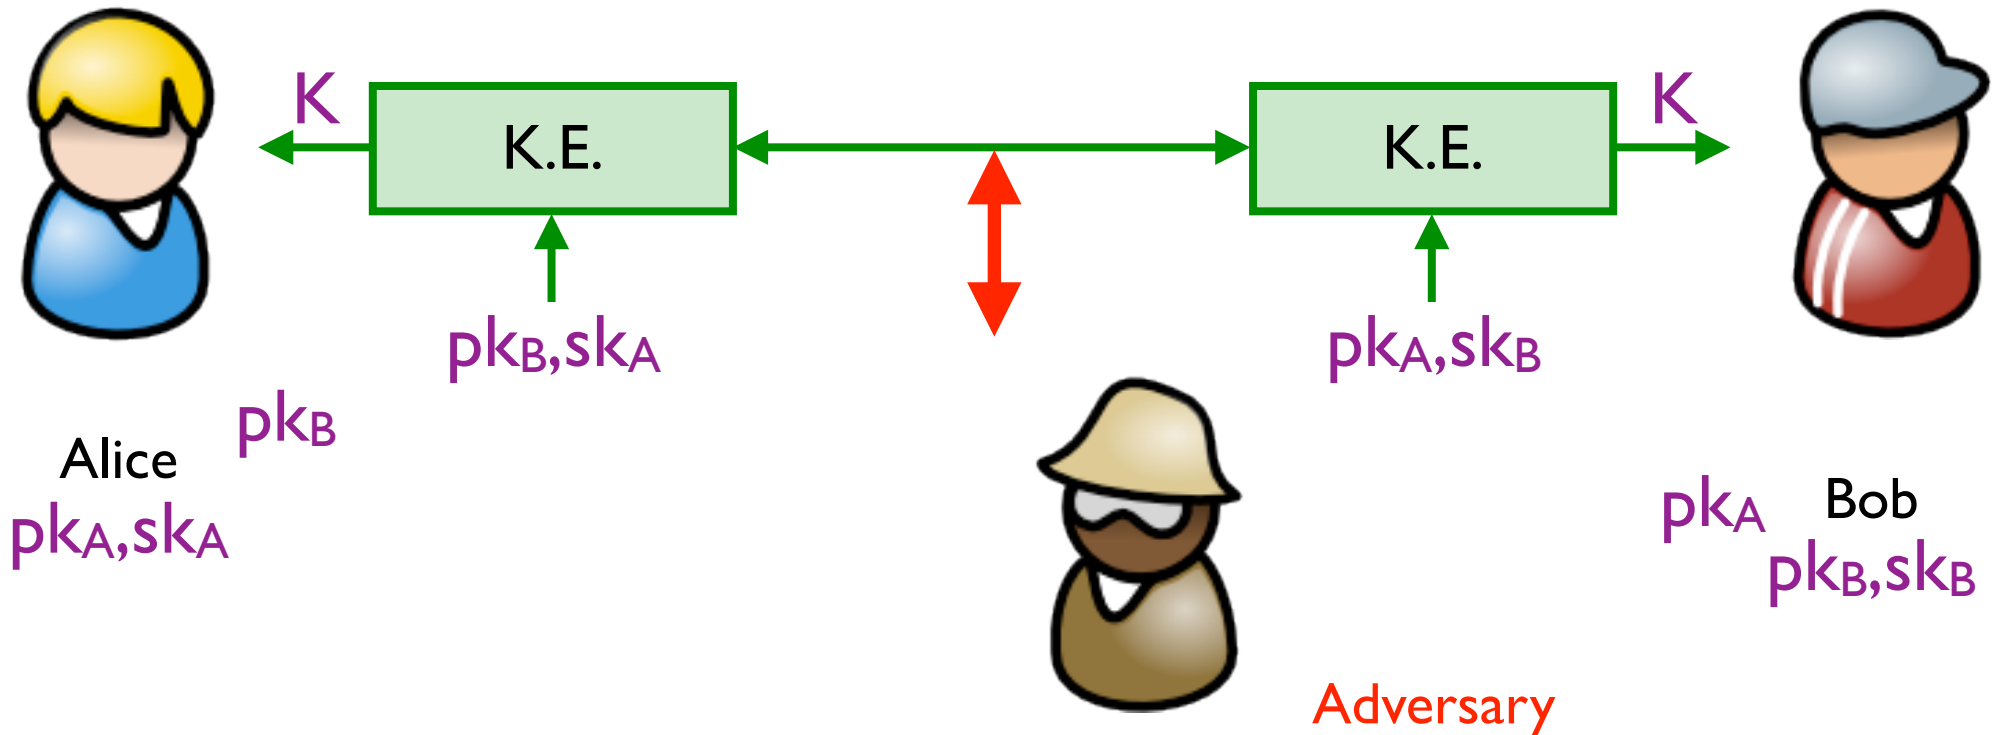 K
K.E.
K.E.
K
pkB,skA
pkA,skB
pkB
Alice
pkA,skA
pkA
Bob
pkB,skB
Adversary